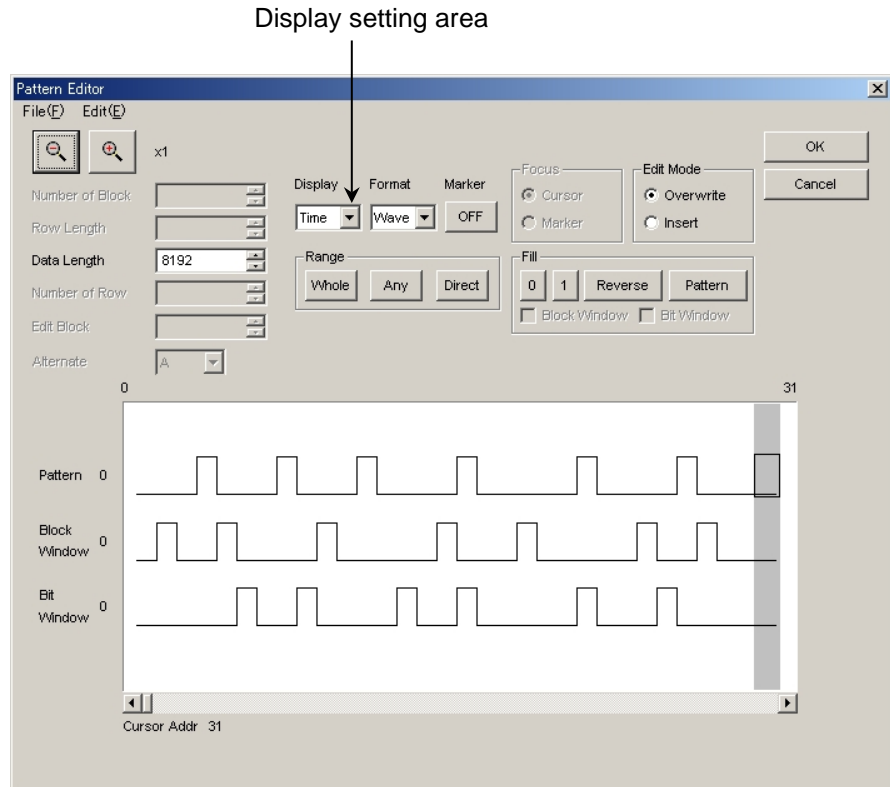 Display setting area
Pattern Editor
File(F) Edit(E)
x1
OK
Cancel
Number of Block
Row Length
Data Length 8192
Number of Row
Edit Block
Alternate A
Display Format Marker
Time Wave OFF
Focus
Cursor
Marker
Edit Mode
Overwrite
Insert
Range
Whole Any Direct
Fill
0 1 Reverse Pattern
Block Window Bit Window
0 31
Pattern 0
Block
Window 0
Bit
Window 0
Cursor Addr 31